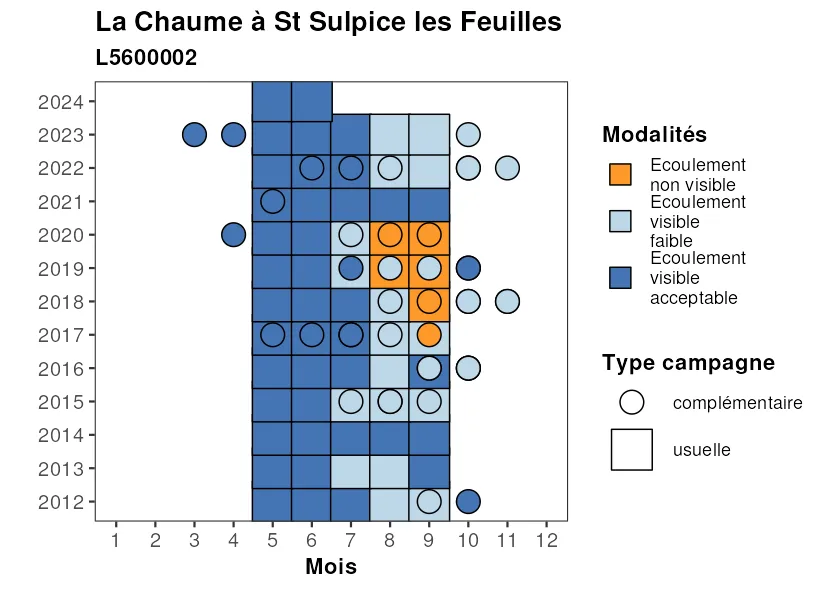 La Chaume à St Sulpice les Feuilles
L5600002
2024
2023
2022
2021
2020
2019
2018
2017
2016
2015
2014
2013
2012
1 2 3 4 5 6 7 8 9 10 11 12
Mois
Modalités
Ecoulement
non visible
Ecoulement
visible
faible
Ecoulement
visible
acceptable
Type campagne
complémentaire
usuelle